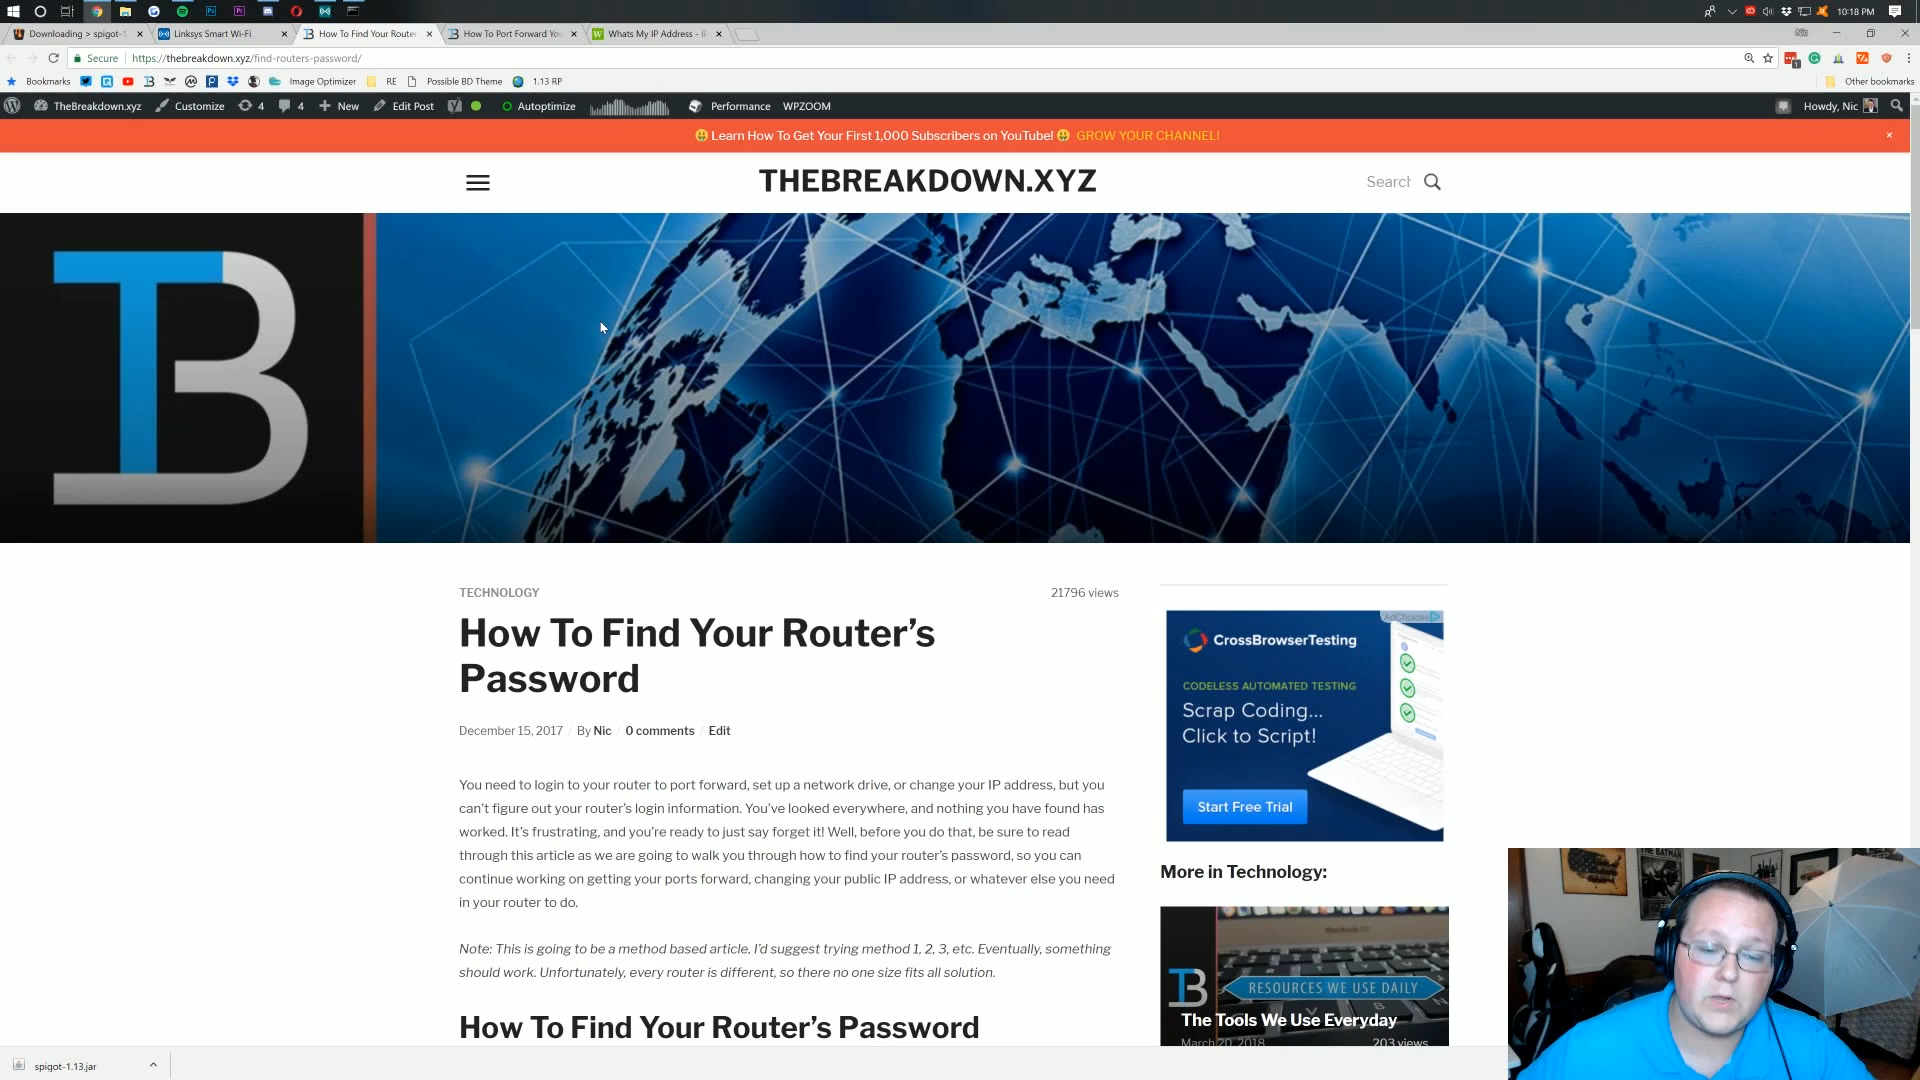 10:18 PM
Downloading > spigot-1
Linksys Smart Wi-Fi
How To Find Your Router
How To Port Forward You
Whats My IP Address - i
Nic
Secure
https://thebreakdown.xyz/find-routers-password/
Bookmarks
Image Optimizer
RE
Possible BD Theme
1.13 RP
Other bookmarks
TheBreakdown.xyz
Customize
4
4
New
Edit Post
Autoptimize
Performance
WPZOOM
Howdy, Nic
Learn How To Get Your First 1,000 Subscribers on YouTube! GROW YOUR CHANNEL!
THEBREAKDOWN.XYZ
Search
TB
TECHNOLOGY
21796 views
How To Find Your Router’s
Password
December 15, 2017 / By Nic / 0 comments / Edit
You need to login to your router to port forward, set up a network drive, or change your IP address, but you
can’t figure out your router’s login information. You’ve looked everywhere, and nothing you have found has
worked. It’s frustrating, and you’re ready to just say forget it! Well, before you do that, be sure to read
through this article as we are going to walk you through how to find your router’s password, so you can
continue working on getting your ports forward, changing your public IP address, or whatever else you need
in your router to do.
Note: This is going to be a method based article. I’d suggest trying method 1, 2, 3, etc. Eventually, something
should work. Unfortunately, every router is different, so there no one size fits all solution.
How To Find Your Router’s Password
AdChoices
CrossBrowserTesting
CODELESS AUTOMATED TESTING
Scrap Coding...
Click to Script!
Start Free Trial
More in Technology:
TB
RESOURCES WE USE DAILY
The Tools We Use Everyday
March 20, 2018
203 views
THE BATMAN
spigot-1.13.jar